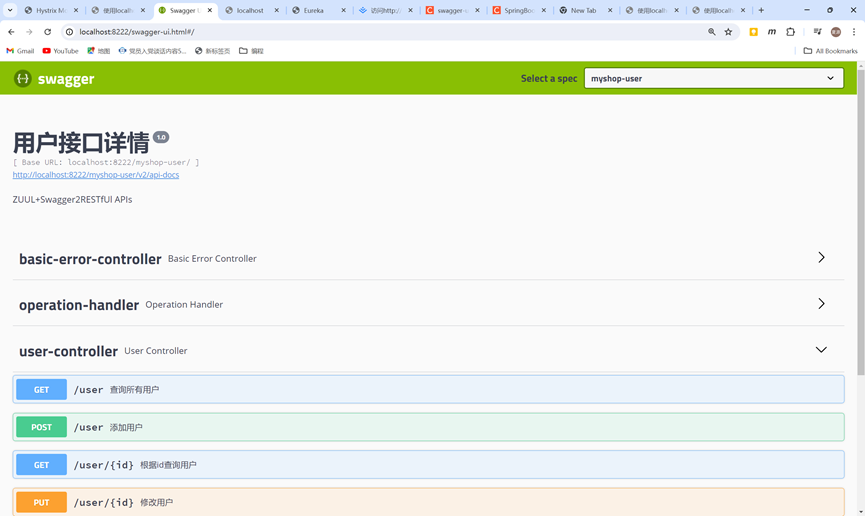 Hystrix M
使用local
Swagger U
localhost
Eureka
访问http:/
swagger-u
SpringBoo
New Tab
使用local
使用local
localhost:8222/swagger-ui.html#/
Gmail
YouTube
地图
党员入党谈话内容5...
新标签页
编程
All Bookmarks
swagger
Select a spec
myshop-user
用户接口详情 1.0
[ Base URL: localhost:8222/myshop-user/ ]
http://localhost:8222/myshop-user/v2/api-docs
ZUUL+Swagger2RESTfUl APIs
basic-error-controller Basic Error Controller
operation-handler Operation Handler
user-controller User Controller
GET /user 查询所有用户
POST /user 添加用户
GET /user/{id} 根据id查询用户
PUT /user/{id} 修改用户